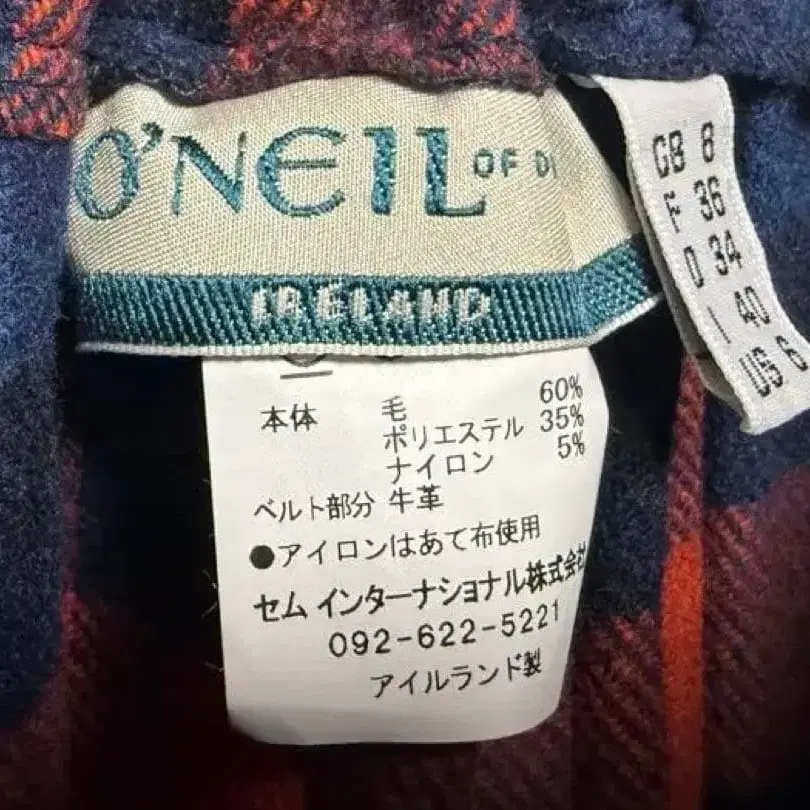 O'NEIL OF D
IRELAND
GB 8
F 36
D 34
I 40
US 6
本体 毛 60%
ポリエステル 35%
ナイロン 5%
ベルト部分 牛革
●アイロンはあて布使用
セム インターナショナル株式会社
092-622-5221
アイルランド製